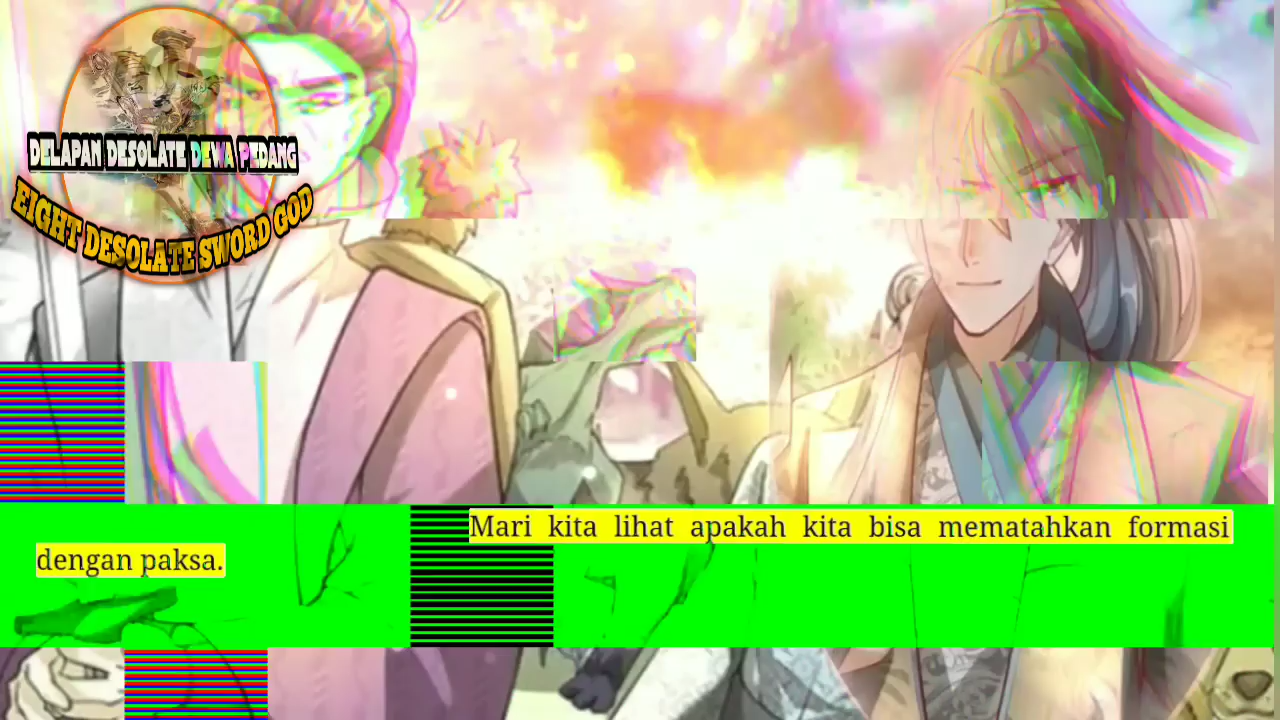 DELAPAN DESOLATE DEWA PEDANG
EIGHT DESOLATE SWORD GOD
Mari kita lihat apakah kita bisa mematahkan formasi
dengan paksa.